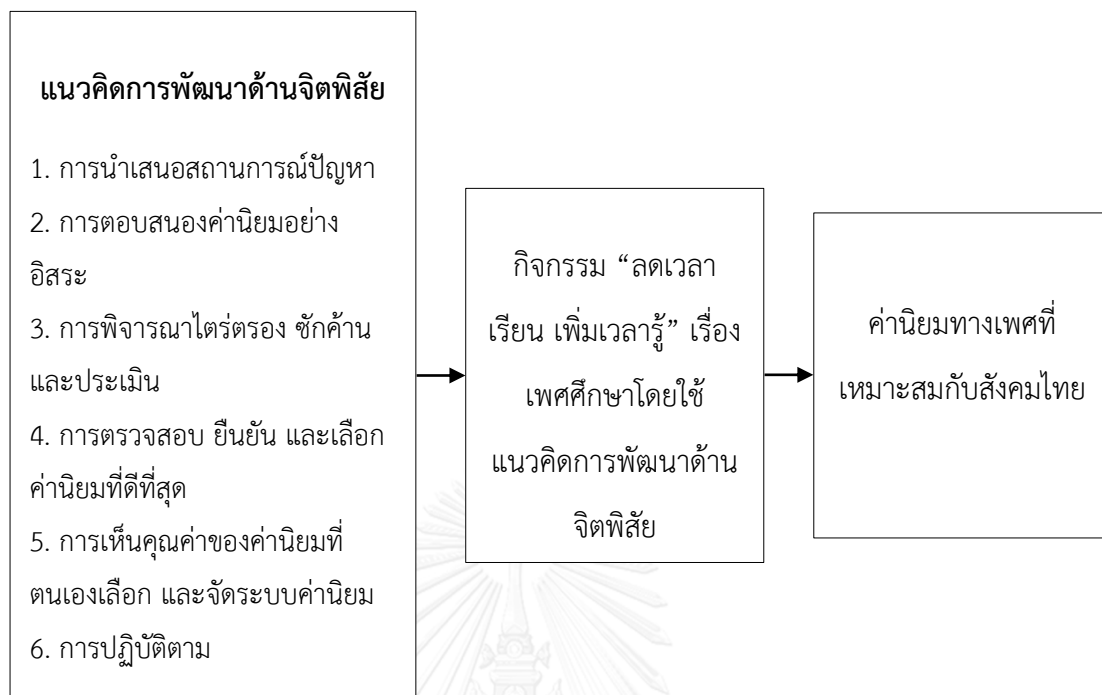 แนวคิดการพัฒนาด้านจิตพิสัย
1. การนำเสนอสถานการณ์ปัญหา
2. การตอบสนองค่านิยมอย่าง
อิสระ
3. การพิจารณาไตร่ตรอง ซักค้าน
และประเมิน
4. การตรวจสอบ ยืนยัน และเลือก
ค่านิยมที่ดีที่สุด
5. การเห็นคุณค่าของค่านิยมที่
ตนเองเลือก และจัดระบบค่านิยม
6. การปฏิบัติตาม
กิจกรรม “ลดเวลา
เรียน เพิ่มเวลารู้” เรื่อง
เพศศึกษาโดยใช้
แนวคิดการพัฒนาด้าน
จิตพิสัย
ค่านิยมทางเพศที่
เหมาะสมกับสังคมไทย